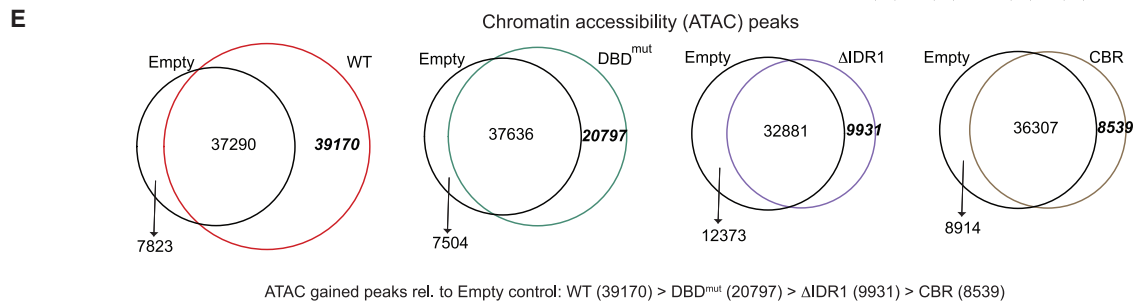 E
Chromatin accessibility (ATAC) peaks
Empty WT
37290 39170
7823
Empty DBD^mut
37636 20797
7504
Empty ΔIDR1
32881 9931
12373
Empty CBR
36307 8539
8914
ATAC gained peaks rel. to Empty control: WT (39170) > DBD^mut (20797) > ΔIDR1 (9931) > CBR (8539)